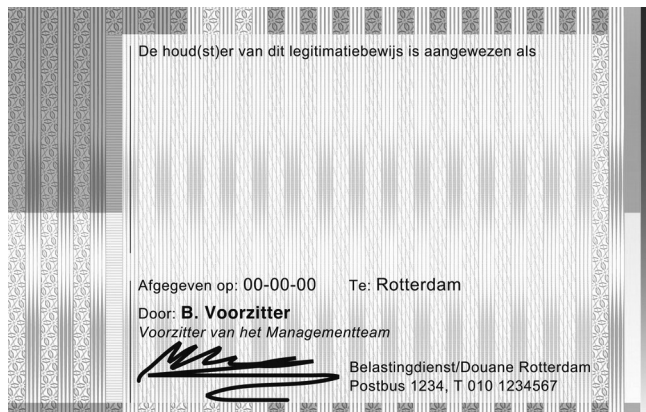 De houd(st)er van dit legitimatiebewijs is aangewezen als
Afgegeven op: 00-00-00 Te: Rotterdam
Door: B. Voorzitter
Voorzitter van het Managementteam
Belastingdienst/Douane Rotterdam
Postbus 1234, T 010 1234567